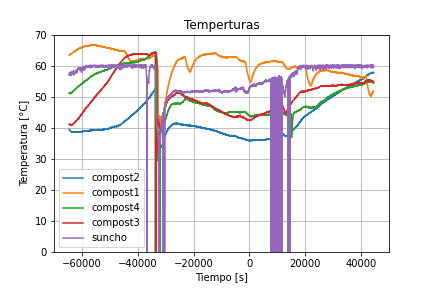 Temperturas
Temperatura [°C]
70
60
50
40
30
20
10
0
compost2
compost1
compost4
compost3
suncho
−60000 −40000 −20000 0 20000 40000
Tiempo [s]